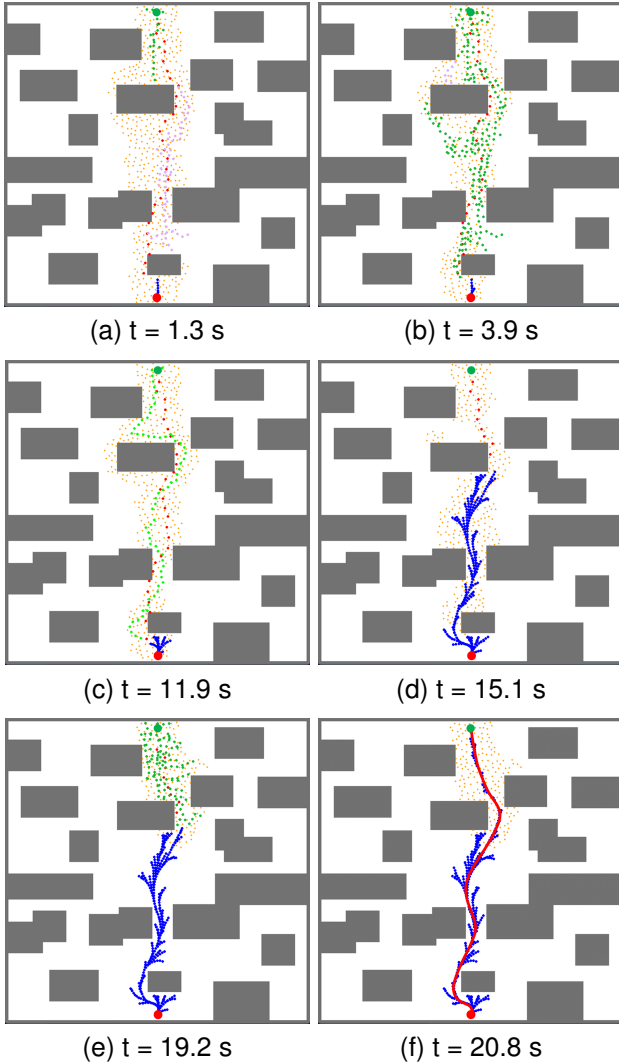 (a) t = 1.3 s
(b) t = 3.9 s
(c) t = 11.9 s
(d) t = 15.1 s
(e) t = 19.2 s
(f) t = 20.8 s